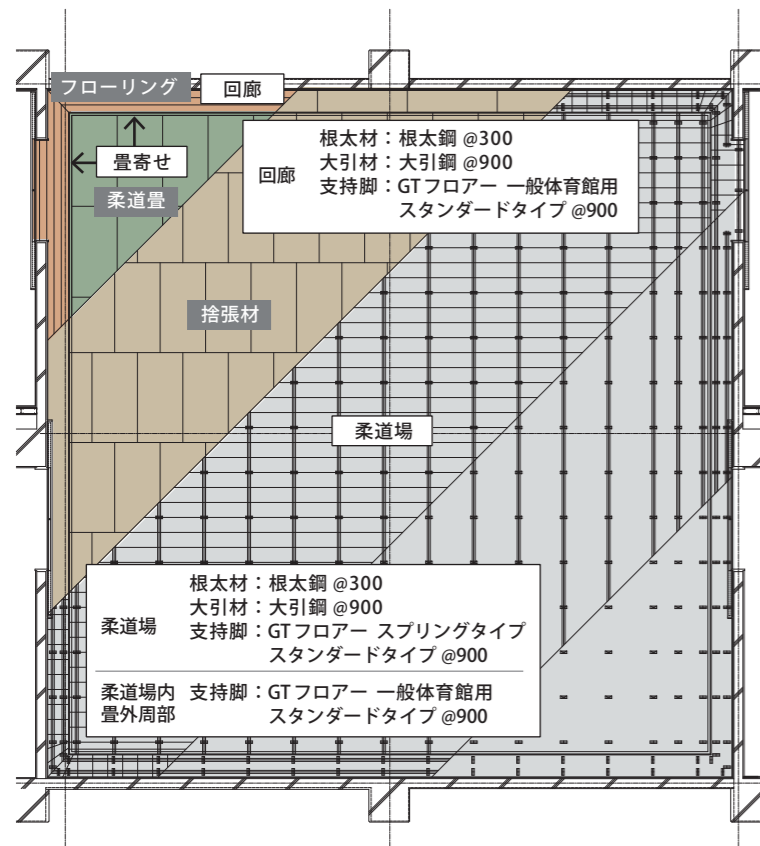 フローリング
回廊
畳寄せ
柔道畳
回廊
根太材：根太鋼 @300
大引材：大引鋼 @900
支持脚：GTフロアー 一般体育館用
スタンダードタイプ @900
捨張材
柔道場
柔道場
根太材：根太鋼 @300
大引材：大引鋼 @900
支持脚：GTフロアー スプリングタイプ
スタンダードタイプ @900
柔道場内
畳外周部
支持脚：GTフロアー 一般体育館用
スタンダードタイプ @900